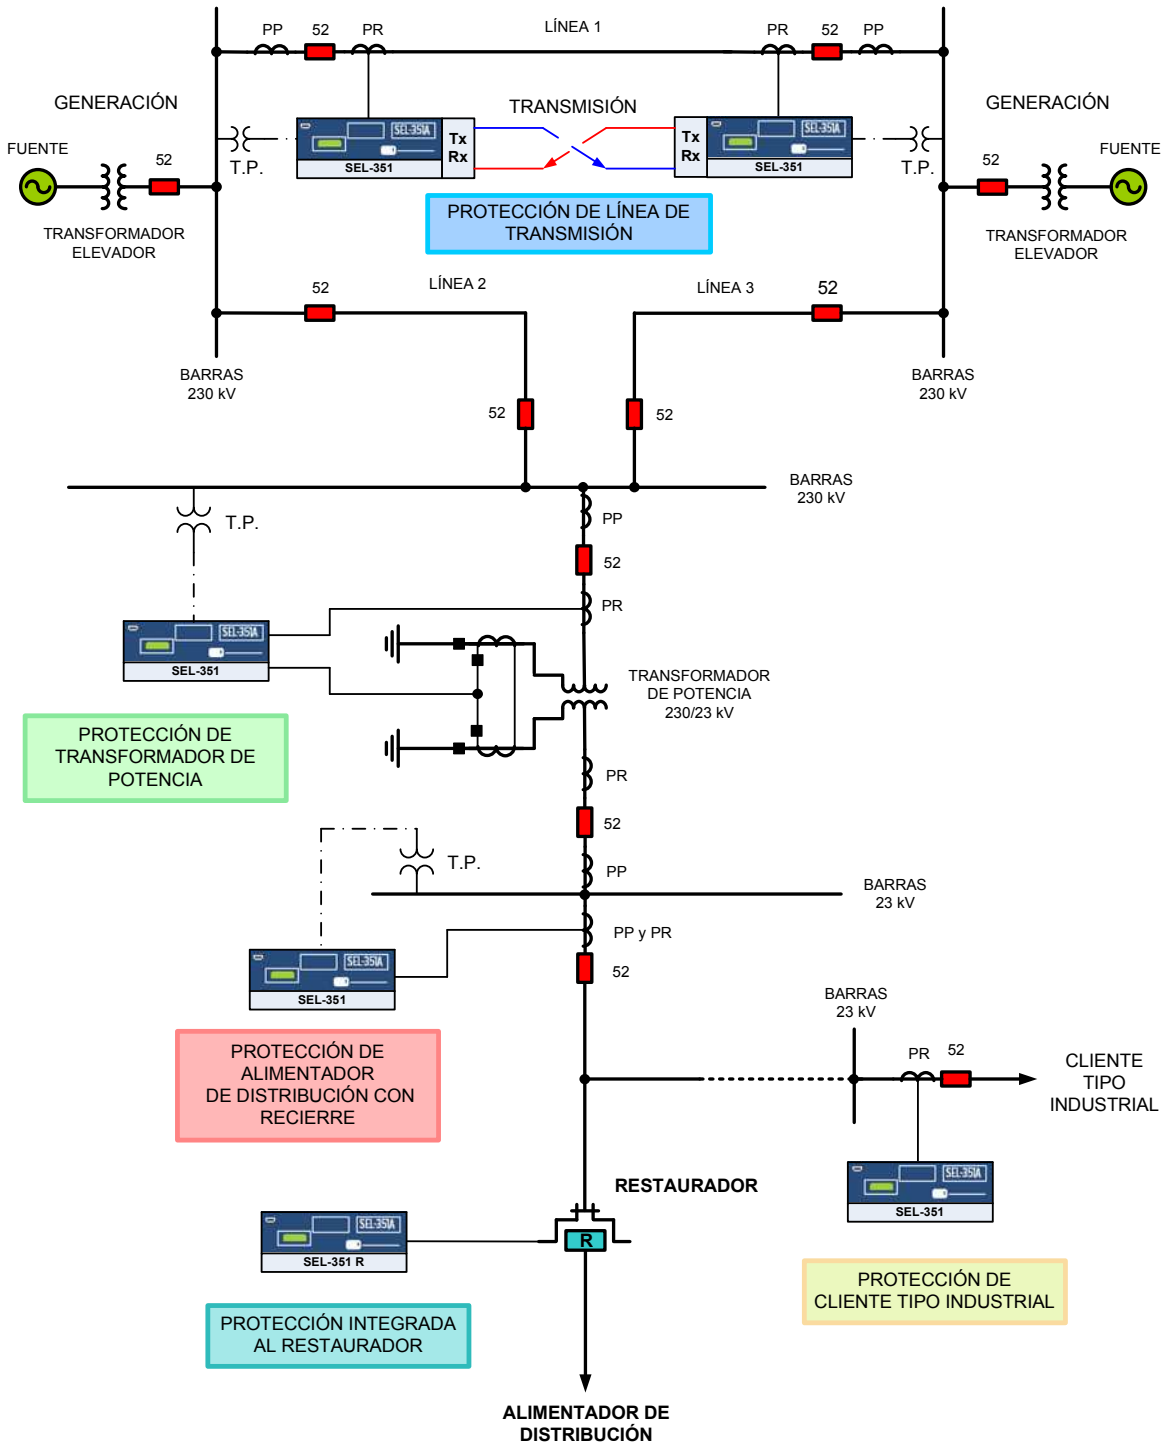 PP
52
PR
LÍNEA 1
PR
52
PP
GENERACIÓN
TRANSMISIÓN
GENERACIÓN
SEL-351A
Tx
Rx
SEL-351
Tx
Rx
SEL-351A
SEL-351
T.P.
T.P.
FUENTE
52
52
FUENTE
TRANSFORMADOR
ELEVADOR
PROTECCIÓN DE LÍNEA DE
TRANSMISIÓN
TRANSFORMADOR
ELEVADOR
52
LÍNEA 2
LÍNEA 3
52
BARRAS
230 kV
BARRAS
230 kV
52
52
BARRAS
230 kV
T.P.
PP
52
PR
SEL-351A
SEL-351
TRANSFORMADOR
DE POTENCIA
230/23 kV
PROTECCIÓN DE
TRANSFORMADOR DE
POTENCIA
PR
52
T.P.
PP
BARRAS
23 kV
PP y PR
SEL-351A
SEL-351
52
BARRAS
23 kV
PROTECCIÓN DE
ALIMENTADOR
DE DISTRIBUCIÓN CON
RECIERRE
PR
52
CLIENTE
TIPO
INDUSTRIAL
SEL-351A
SEL-351
RESTAURADOR
R
SEL-351A
SEL-351 R
PROTECCIÓN DE
CLIENTE TIPO INDUSTRIAL
PROTECCIÓN INTEGRADA
AL RESTAURADOR
ALIMENTADOR DE
DISTRIBUCIÓN